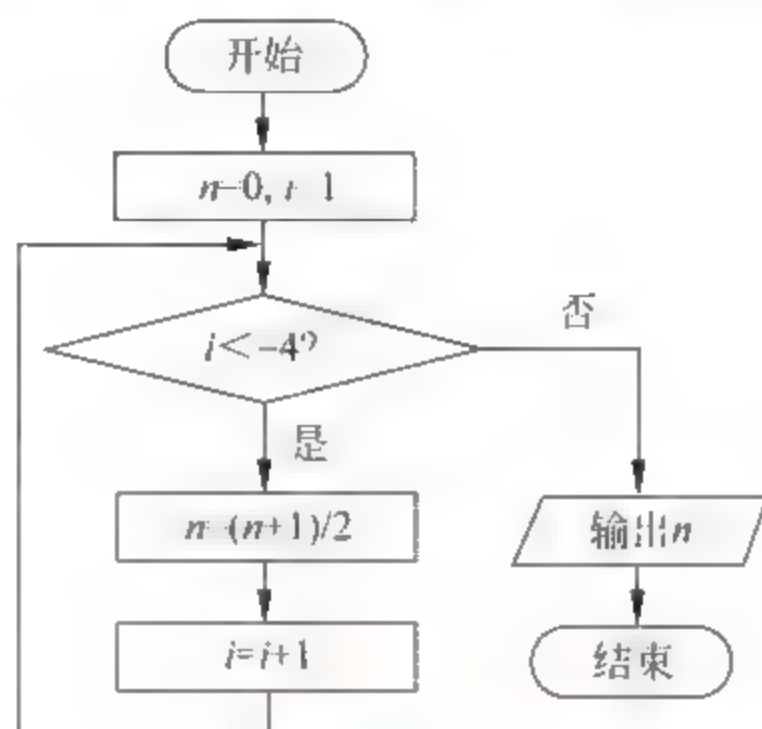 开始
n=0, i=1
i<=4?
否
是
n=(n+1)/2
输出n
i=i+1
结束